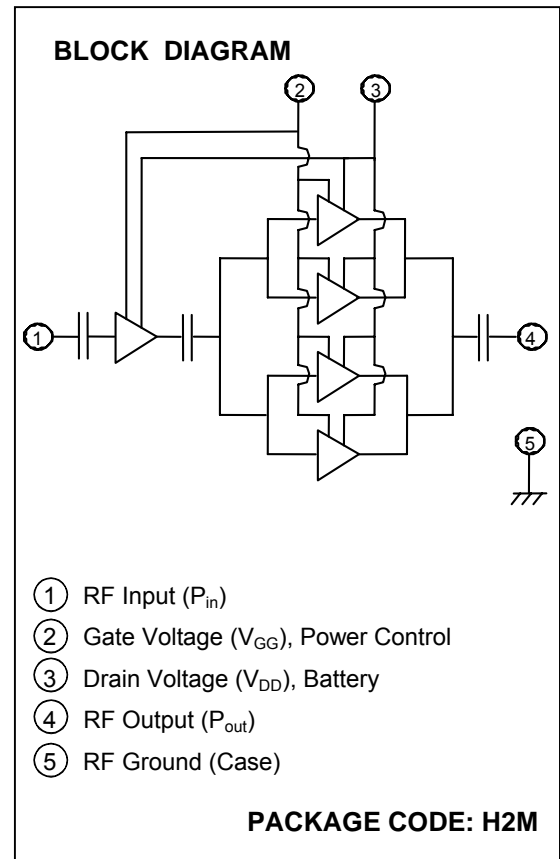 BLOCK DIAGRAM
2 3
1
4
5
1 RF Input (Pin)
2 Gate Voltage (VGG), Power Control
3 Drain Voltage (VDD), Battery
4 RF Output (Pout)
5 RF Ground (Case)
PACKAGE CODE: H2M